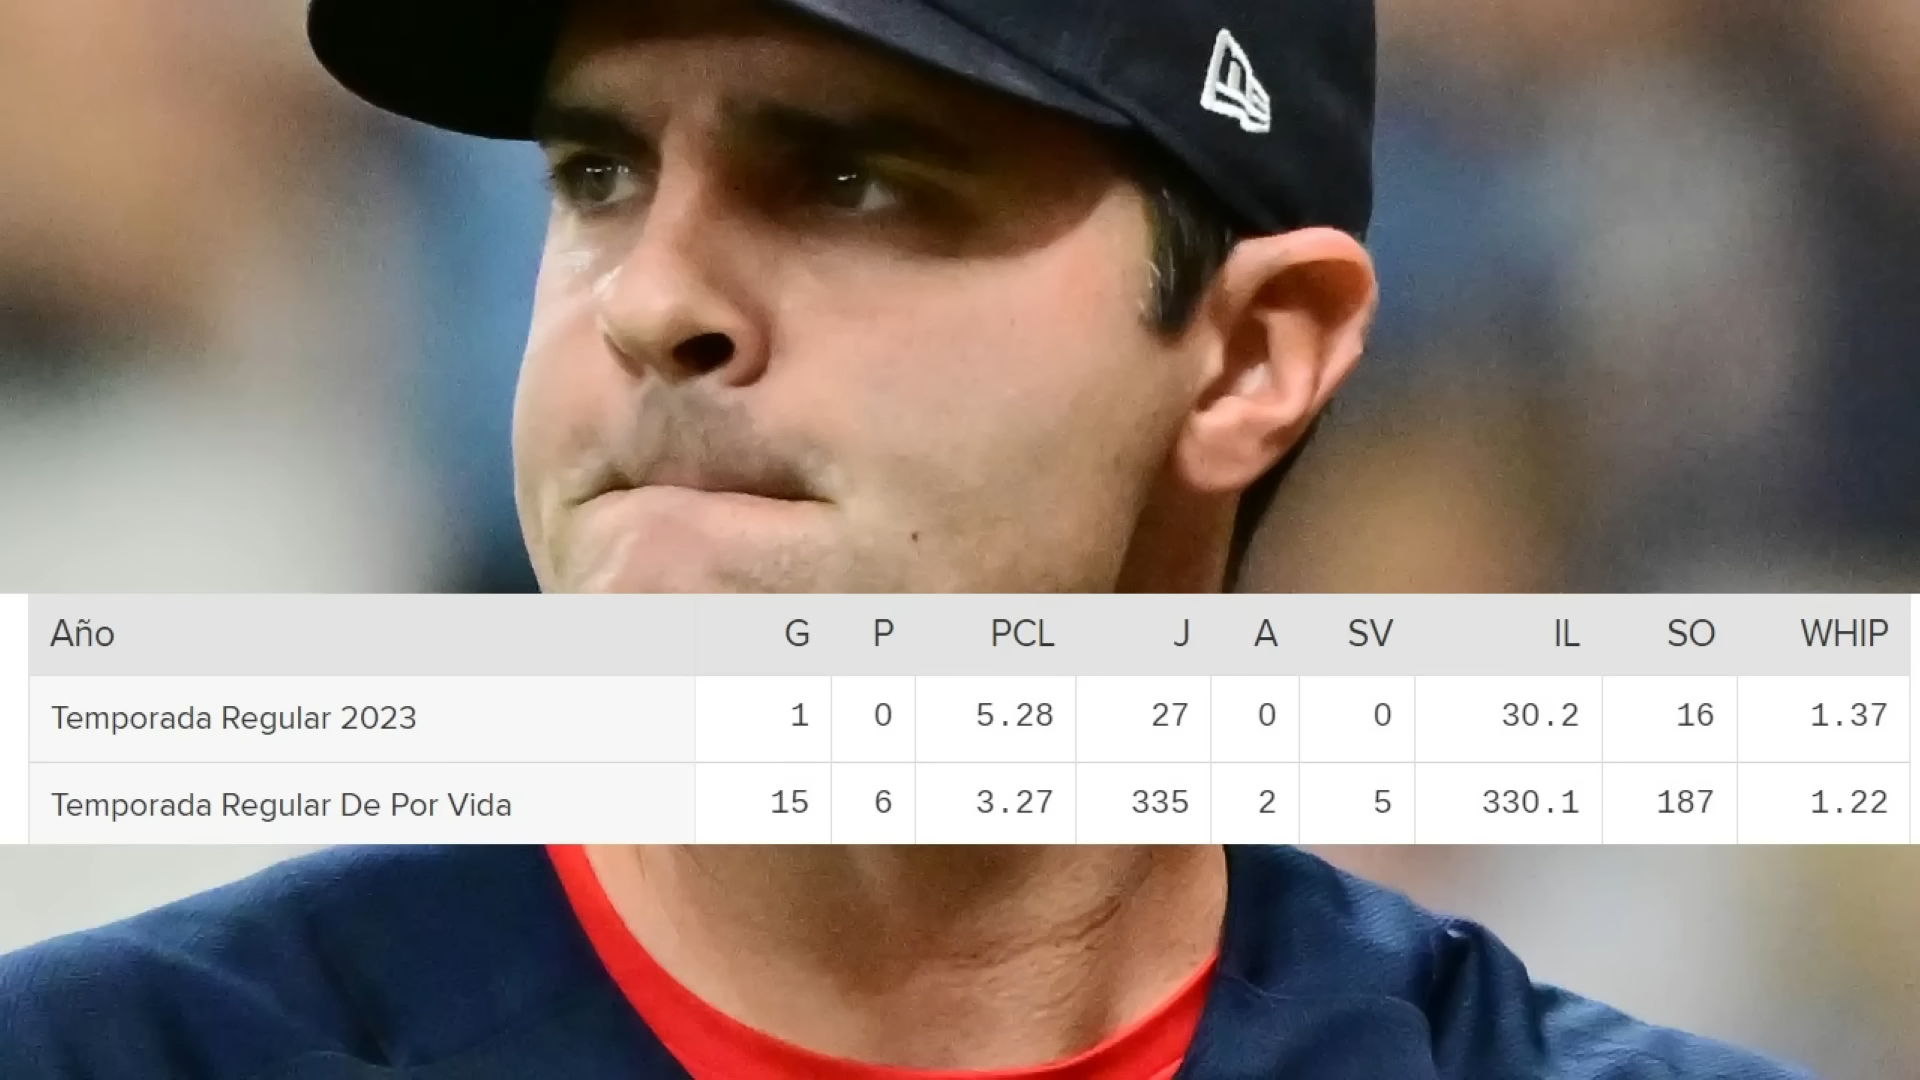 Año G P PCL J A SV IL SO WHIP
Temporada Regular 2023 1 0 5.28 27 0 0 30.2 16 1.37
Temporada Regular De Por Vida 15 6 3.27 335 2 5 330.1 187 1.22